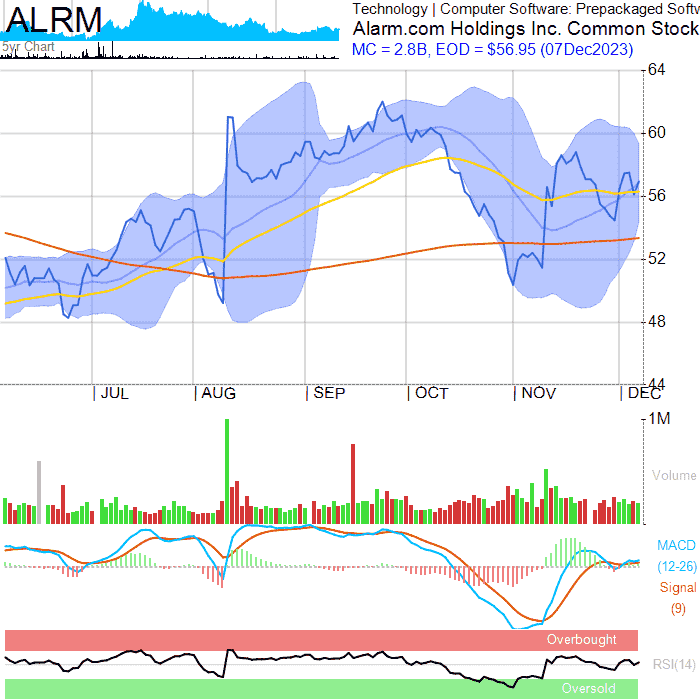 ALRM
5yr Chart
Technology | Computer Software: Prepackaged Softw
Alarm.com Holdings Inc. Common Stock
MC = 2.8B, EOD = $56.95 (07Dec2023)
64
60
56
52
48
44
JUL AUG SEP OCT NOV DEC
1M
Volume
MACD
(12-26)
Signal
(9)
Overbought
RSI(14)
Oversold